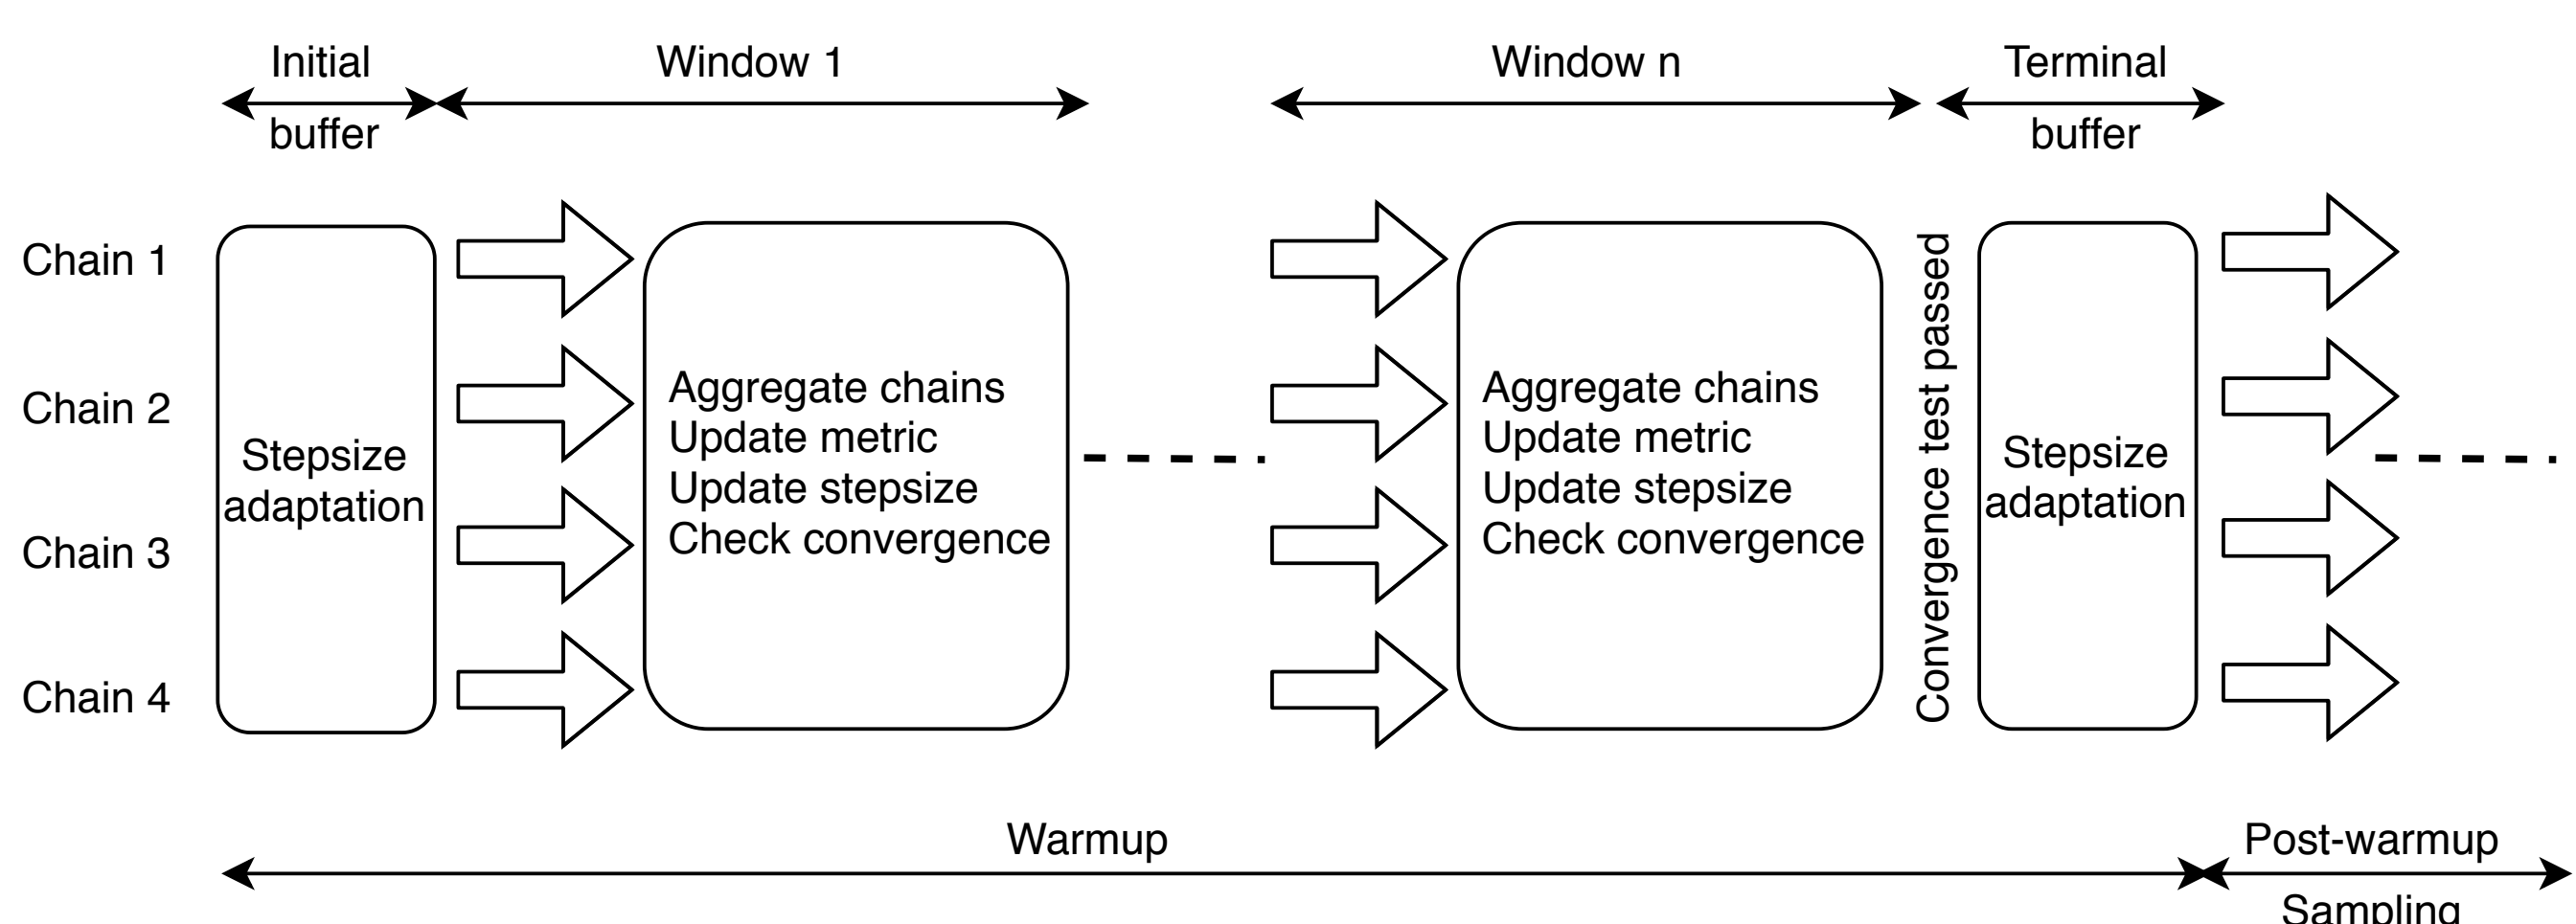 Initial
buffer
Window 1
Window n
Terminal
buffer
Chain 1
Chain 2
Chain 3
Chain 4
Stepsize
adaptation
Aggregate chains
Update metric
Update stepsize
Check convergence
Aggregate chains
Update metric
Update stepsize
Check convergence
Convergence test passed
Stepsize
adaptation
Warmup
Post-warmup
Sampling